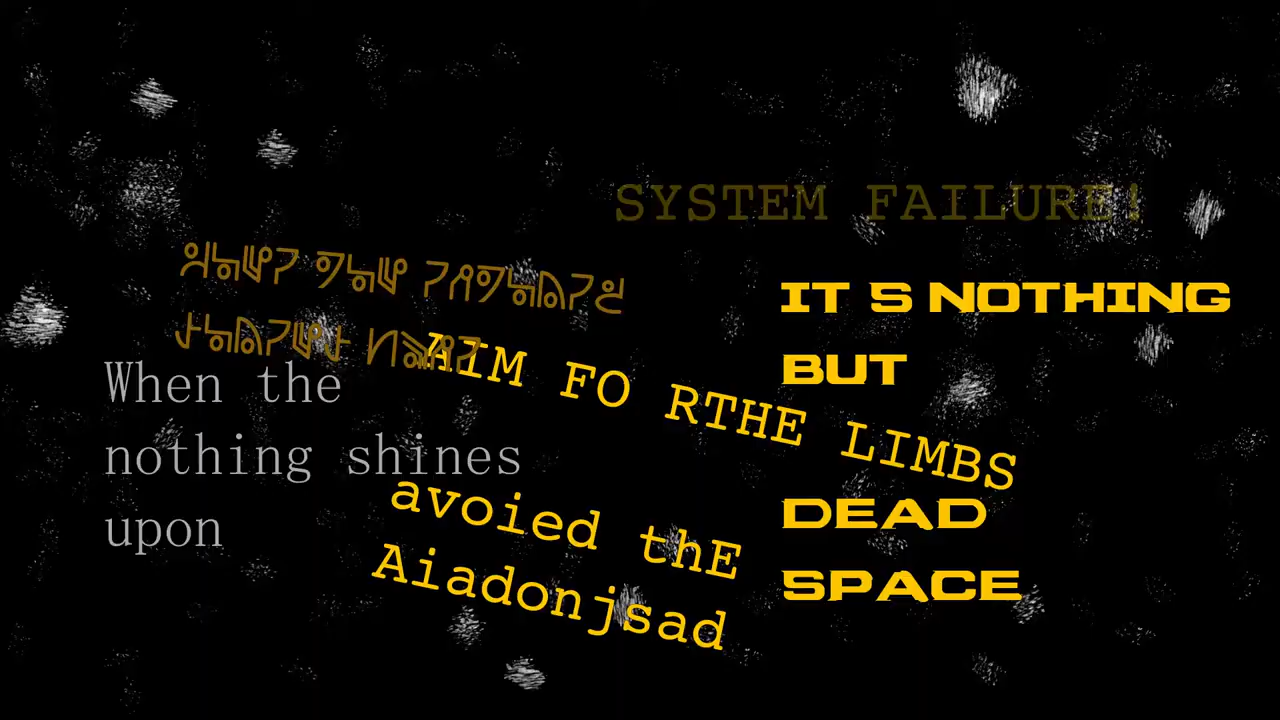 SYSTEM FAILURE!
IT S NOTHING
BUT
AIM FO RTHE LIMBS
When the
nothing shines
upon
avoied thE
Aiadonjsad
DEAD
SPACE